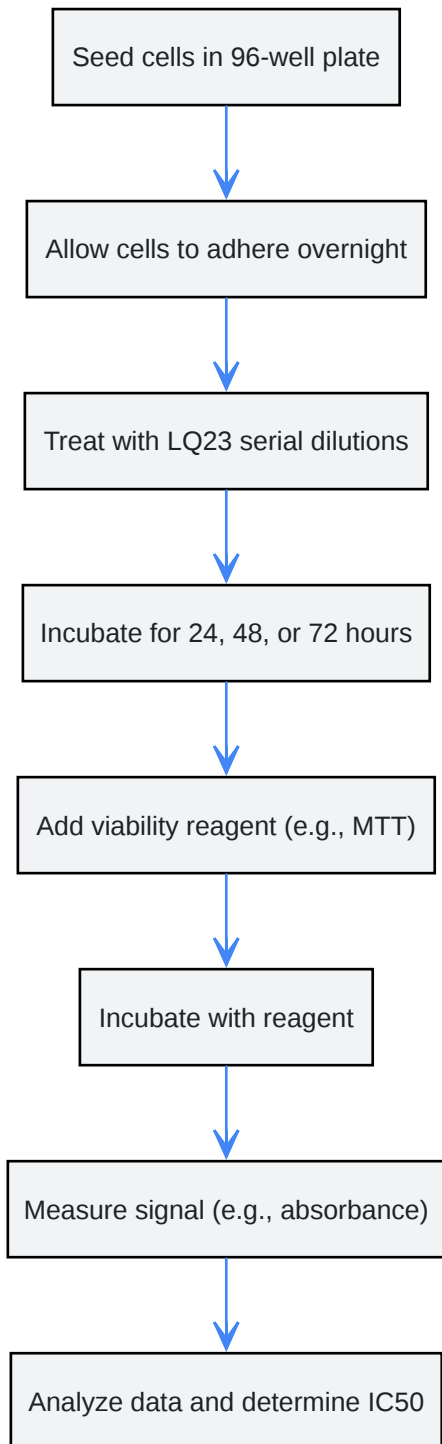 Seed cells in 96-well plate
Allow cells to adhere overnight
Treat with LQ23 serial dilutions
Incubate for 24, 48, or 72 hours
Add viability reagent (e.g., MTT)
Incubate with reagent
Measure signal (e.g., absorbance)
Analyze data and determine IC50